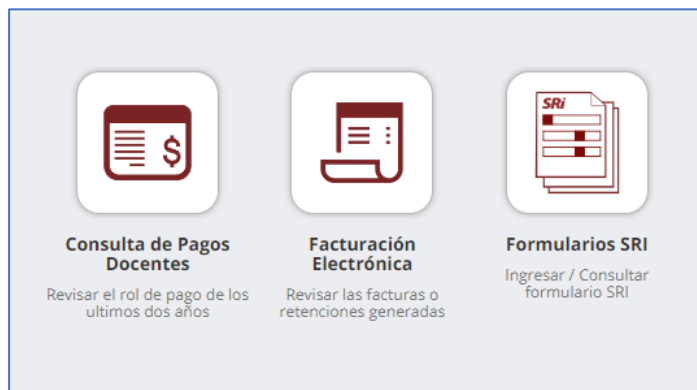 Consulta de Pagos
Docentes
Revisar el rol de pago de los
ultimos dos años
Facturación
Electrónica
Revisar las facturas o
retenciones generadas
SRi
Formularios SRI
Ingresar / Consultar
formulario SRI